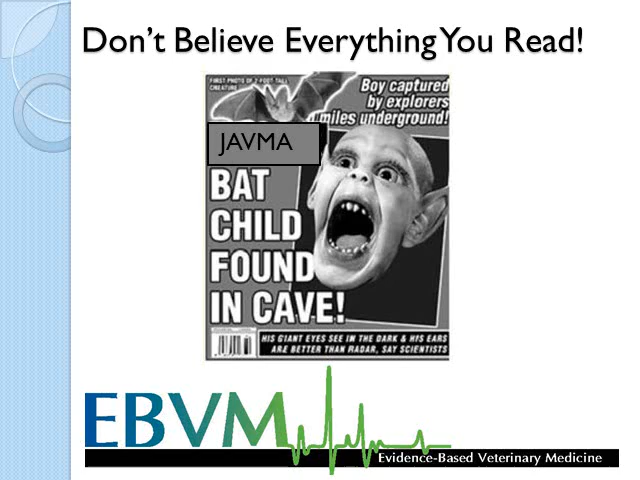 Don't Believe Everything You Read!
FIRST PHOTO OF 2-FOOT-TALL
CREATURE
Boy captured
by explorers
miles underground!
JAVMA
BAT
CHILD
FOUND
IN CAVE!
HIS GIANT EYES SEE IN THE DARK & HIS EARS
ARE BETTER THAN RADAR, SAY SCIENTISTS
EBVM
Evidence-Based Veterinary Medicine